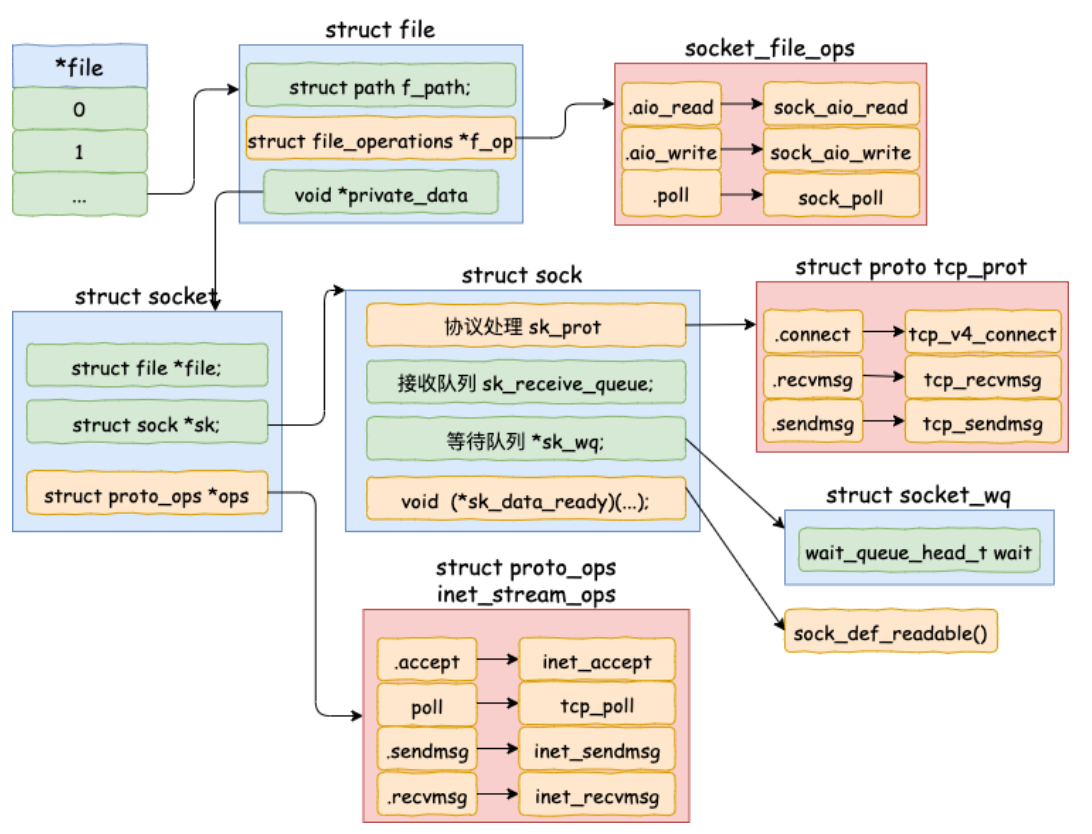 *file
0
1
...
struct file
struct path f_path;
struct file_operations *f_op
void *private_data
socket_file_ops
.aio_read
sock_aio_read
.aio_write
sock_aio_write
.poll
sock_poll
struct socket
struct file *file;
struct sock *sk;
struct proto_ops *ops
struct sock
协议处理 sk_prot
接收队列 sk_receive_queue;
等待队列 *sk_wq;
void (*sk_data_ready)(...);
struct proto tcp_prot
.connect
tcp_v4_connect
.recvmsg
tcp_recvmsg
.sendmsg
tcp_sendmsg
struct socket_wq
wait_queue_head_t wait
sock_def_readable()
struct proto_ops
inet_stream_ops
.accept
inet_accept
poll
tcp_poll
.sendmsg
inet_sendmsg
.recvmsg
inet_recvmsg